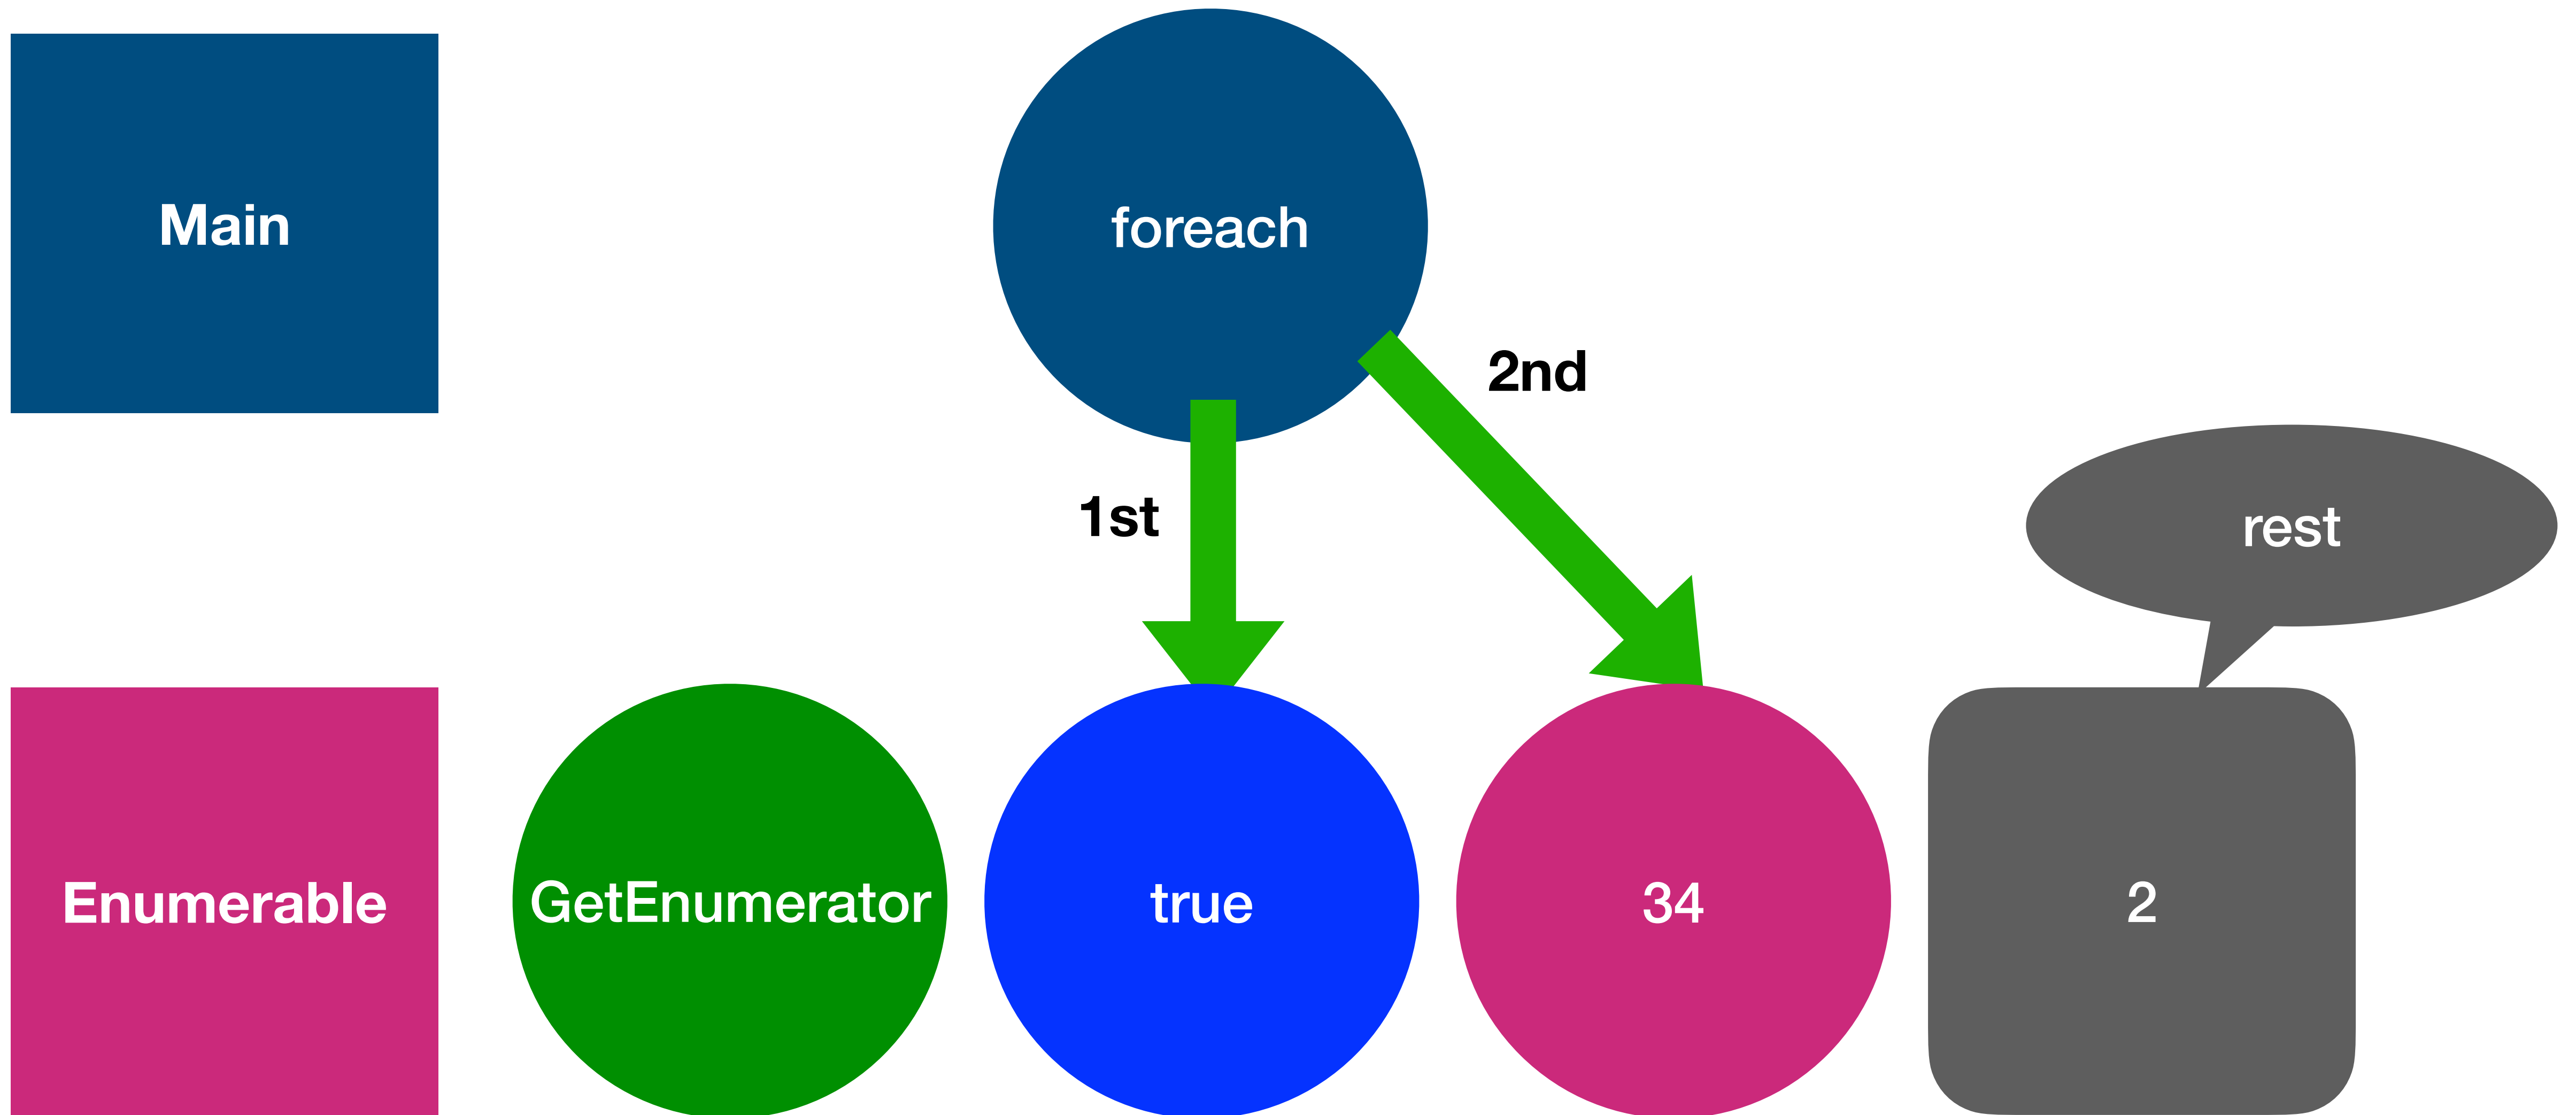 Main
foreach
2nd
1st
rest
Enumerable
GetEnumerator
true
34
2